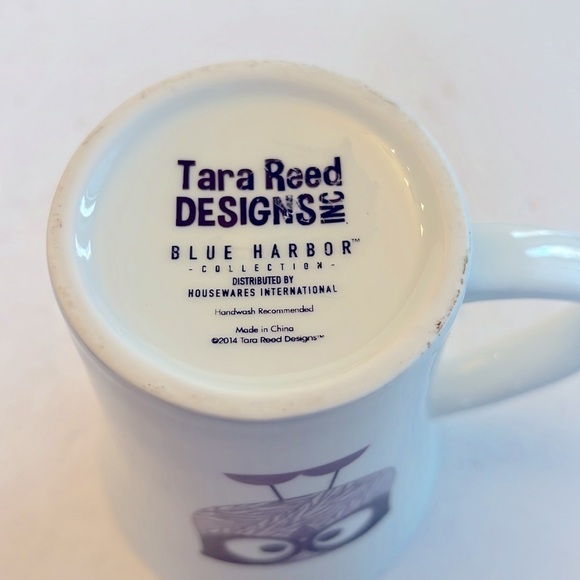 Tara Reed
DESIGNS INC
BLUE HARBOR™
- COLLECTION -
DISTRIBUTED BY
HOUSEWARES INTERNATIONAL
Handwash Recommended
Made in China
©2014 Tara Reed Designs™